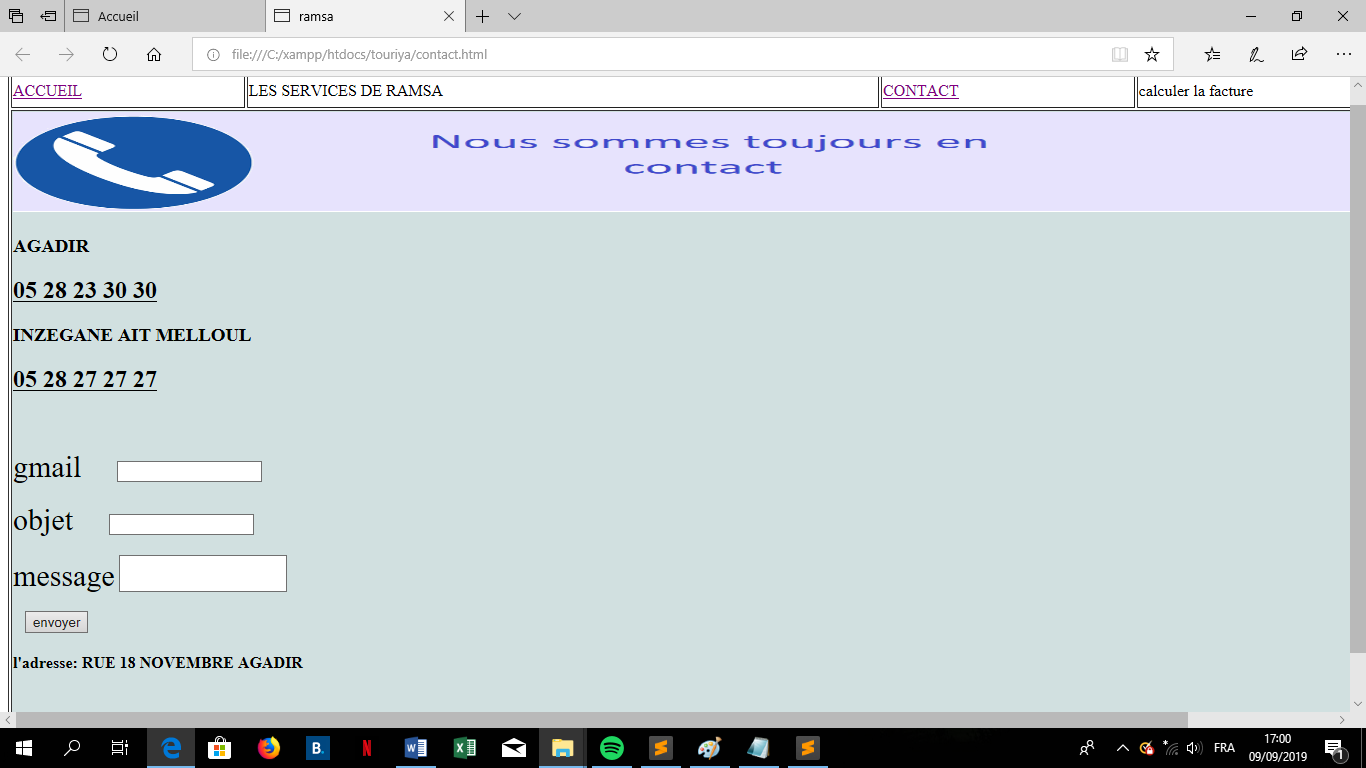 Accueil
ramsa
file:///C:/xampp/htdocs/touriya/contact.html
ACCUEIL
LES SERVICES DE RAMSA
CONTACT
calculer la facture
Nous sommes toujours en
contact
AGADIR
05 28 23 30 30
INZEGANE AIT MELLOUL
05 28 27 27 27
gmail
objet
message
envoyer
l'adresse: RUE 18 NOVEMBRE AGADIR
B.
N
FRA
17:00
09/09/2019
1